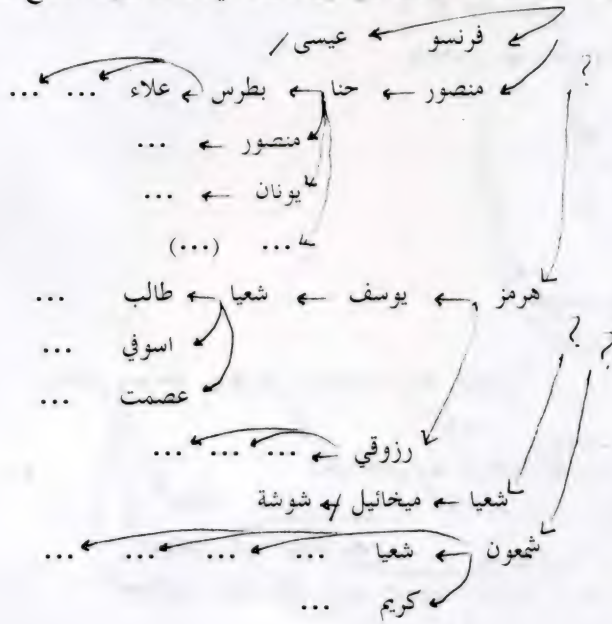 فرنسو عيسى
منصور حنا بطرس علاء ... ...
منصور ...
يونان ...
... (...)
?
هرمز يوسف شعيا طالب ...
اسوفي ...
عصمت ...
? ?
رزوقي ... ... ...
شعيا ميخائيل شوشة
شمعون شعيا ... ... ... ...
كريم ...